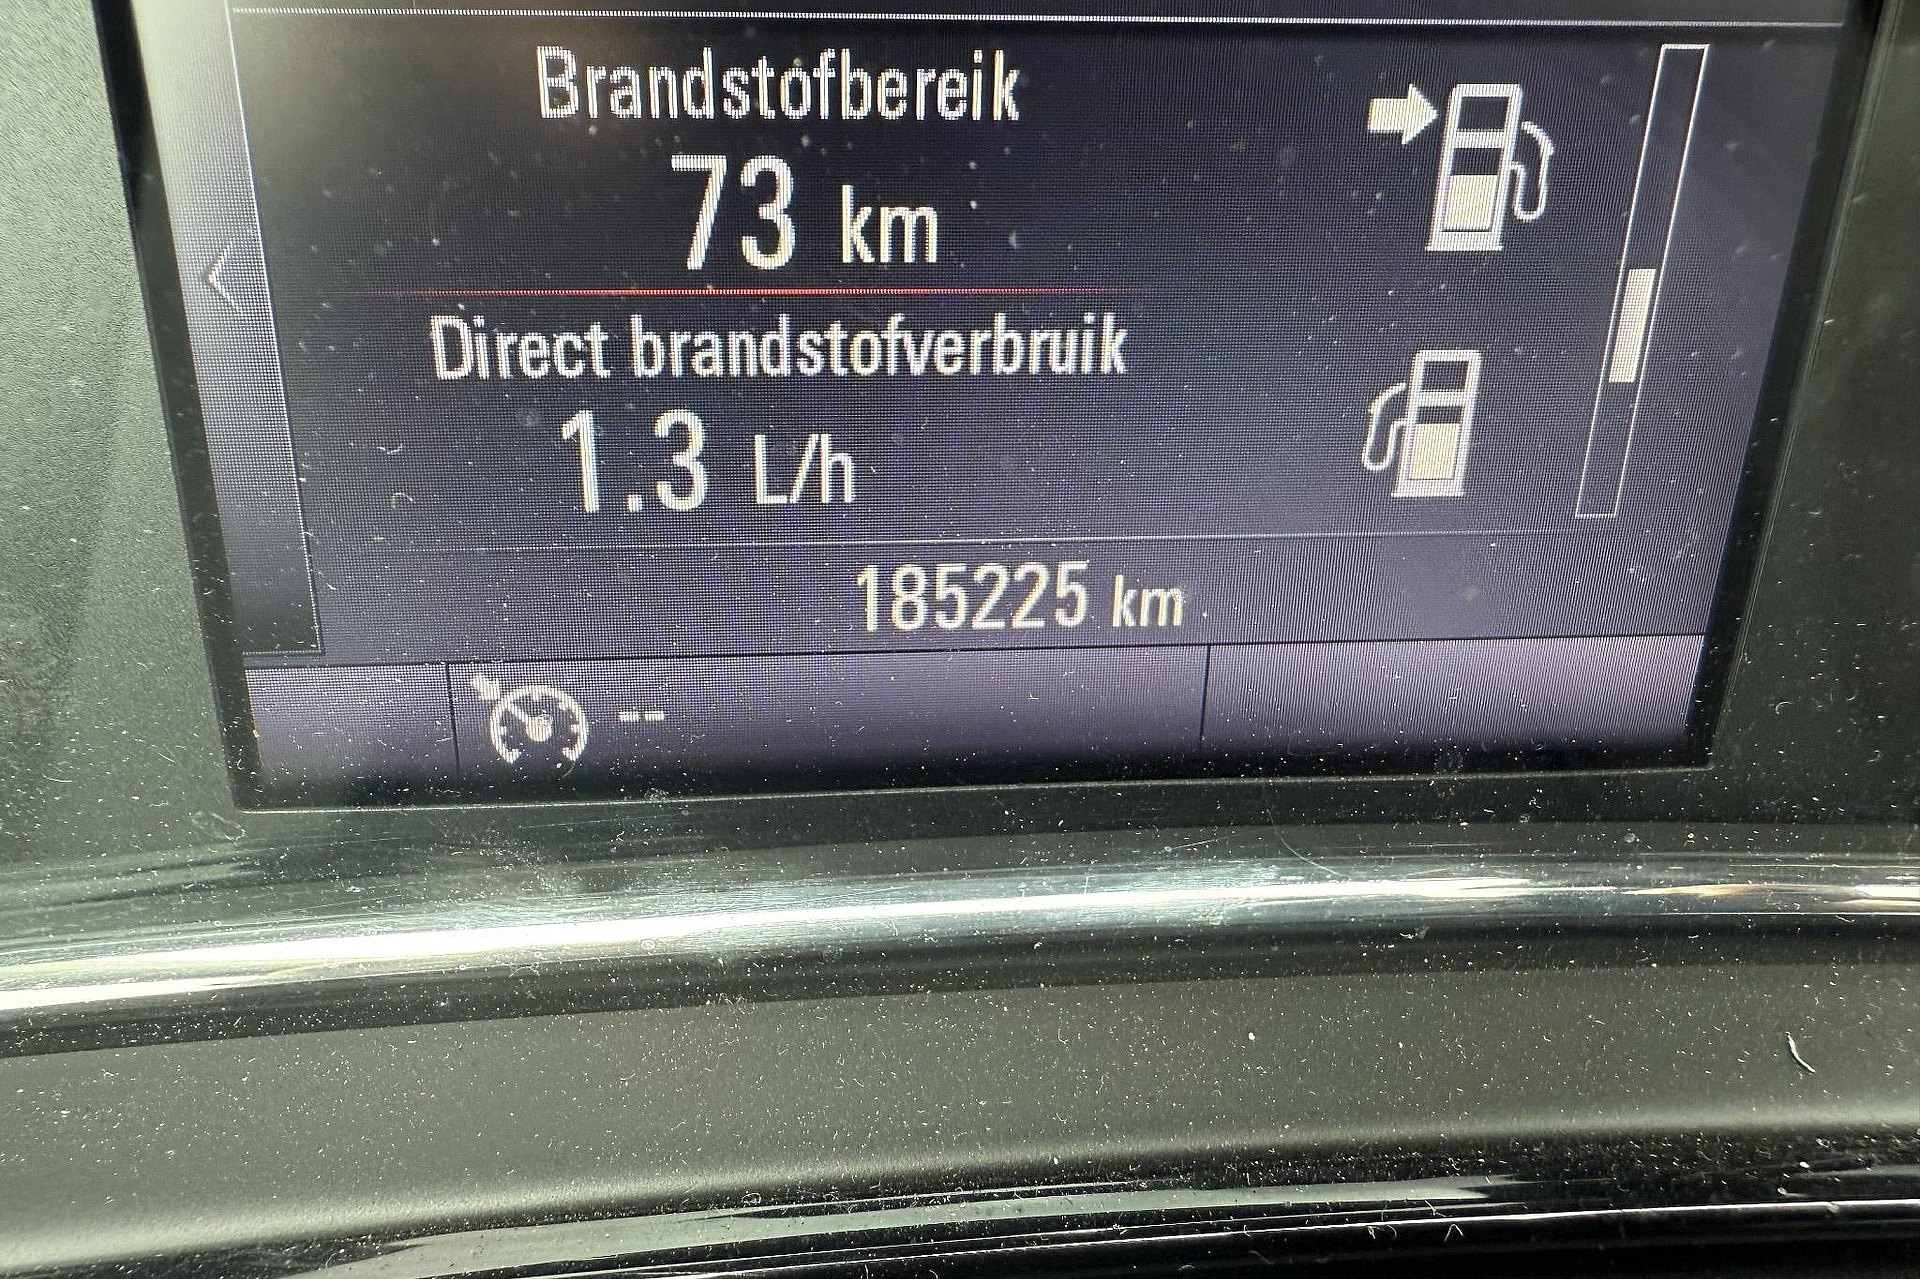 Brandstofbereik
73 km
Direct brandstofverbruik
1.3 L/h
185225 km
--